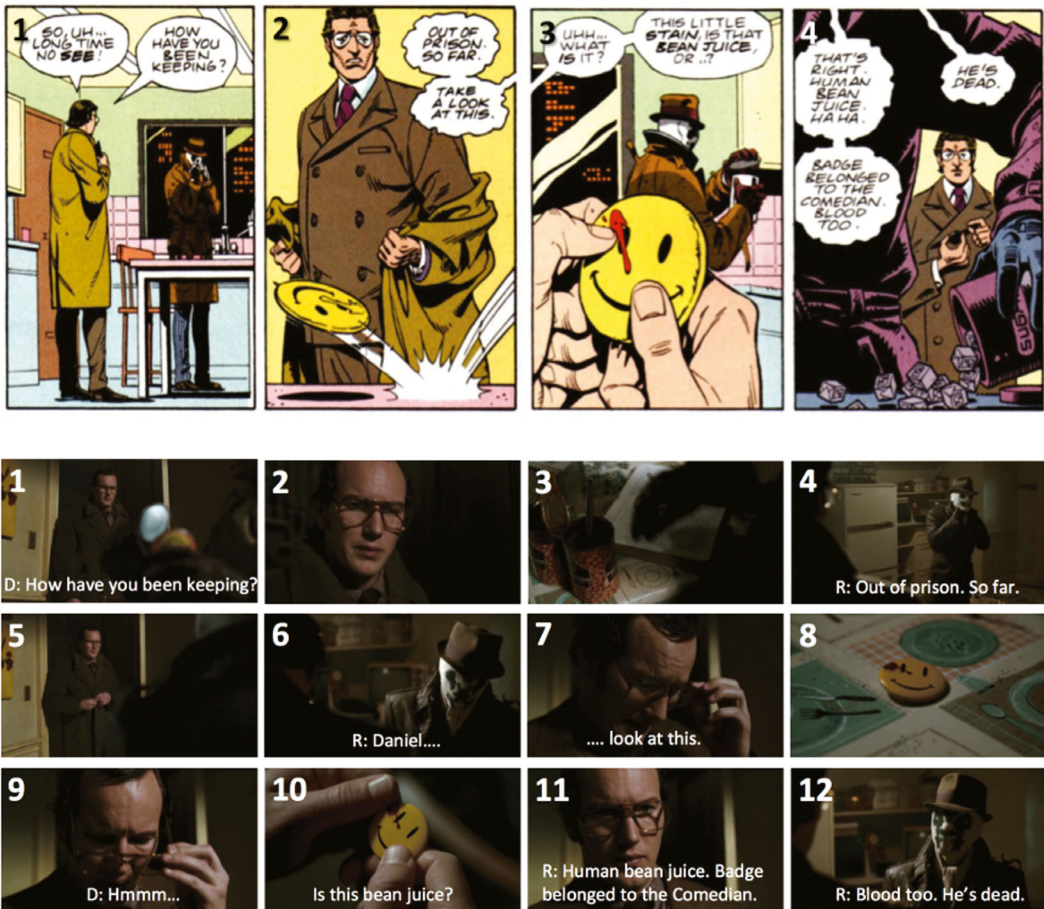 1
SO, UH...
LONG TIME
NO SEE!
HOW
HAVE YOU
BEEN
KEEPING?
2
OUT OF
PRISON.
SO FAR.
TAKE
A LOOK
AT THIS.
3
UHH...
WHAT
IS IT?
THIS LITTLE
STAIN, IS THAT
BEAN JUICE,
OR ..?
4
THAT'S
RIGHT.
HUMAN
BEAN
JUICE.
HA HA.
BADGE
BELONGED
TO THE
COMEDIAN.
BLOOD
TOO.
HE'S
DEAD.
SUGAR
1
D: How have you been keeping?
2
3
4
R: Out of prison. So far.
5
6
R: Daniel....
7
.... look at this.
8
9
D: Hmmm...
10
Is this bean juice?
11
R: Human bean juice. Badge
belonged to the Comedian.
12
R: Blood too. He's dead.